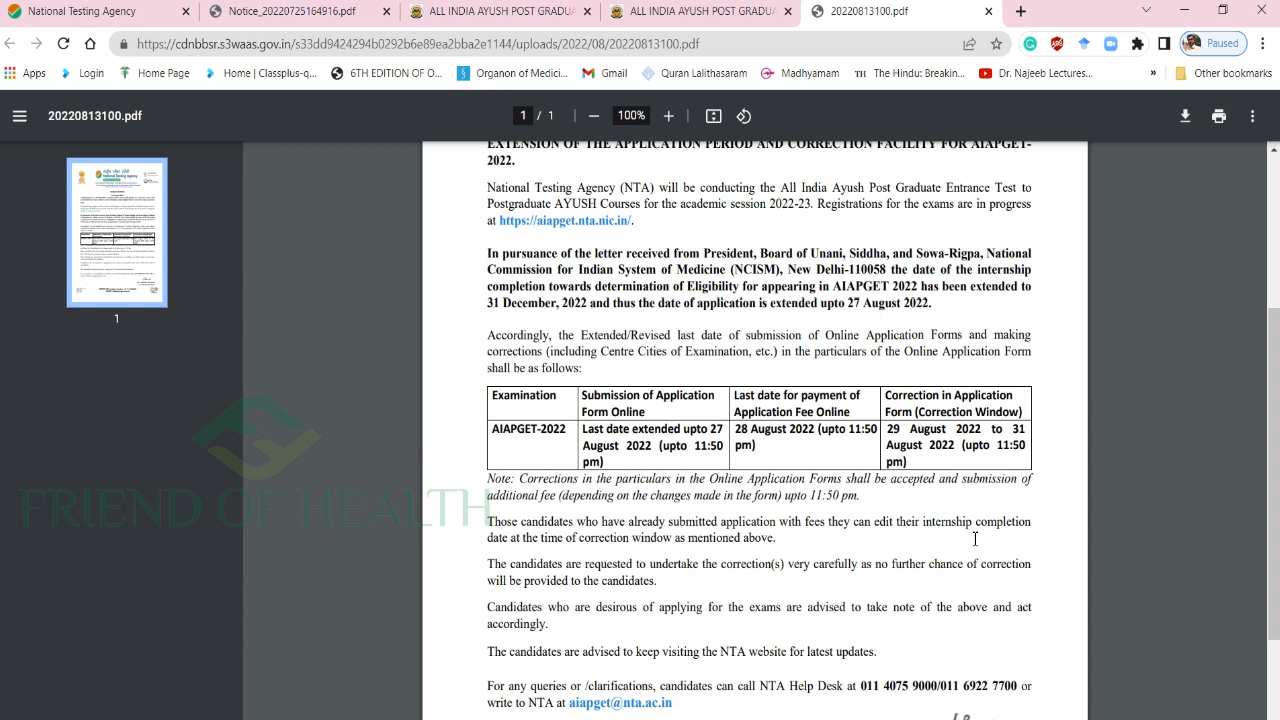 National Testing Agency
Notice_20220725164916.pdf
ALL INDIA AYUSH POST GRADUA
ALL INDIA AYUSH POST GRADUA
20220813100.pdf
Apps
Login
Home Page
Home | Classics-q...
6TH EDITION OF O...
Organon of Medici...
Gmail
Quran Lalithasaram
Madhyamam
TH The Hindu: Breakin...
Dr. Najeeb Lectures...
»
Other bookmarks
Paused
20220813100.pdf
1 / 1
100%
1
EXTENSION OF THE APPLICATION PERIOD AND CORRECTION FACILITY FOR AIAPGET-
2022.
National Testing Agency (NTA) will be conducting the All India Ayush Post Graduate Entrance Test to
Postgraduate AYUSH Courses for the academic session 2022-23. Registrations for the exams are in progress
at https://aiapget.nta.nic.in/.
In pursuance of the letter received from President, Board of Unani, Siddha, and Sowa-Rigpa, National
Commission for Indian System of Medicine (NCISM), New Delhi-110058 the date of the internship
completion towards determination of Eligibility for appearing in AIAPGET 2022 has been extended to
31 December, 2022 and thus the date of application is extended upto 27 August 2022.
Accordingly, the Extended/Revised last date of submission of Online Application Forms and making
corrections (including Centre Cities of Examination, etc.) in the particulars of the Online Application Form
shall be as follows:
Examination
Submission of Application
Form Online
Last date for payment of
Application Fee Online
Correction in Application
Form (Correction Window)
AIAPGET-2022
Last date extended upto 27
August 2022 (upto 11:50
pm)
28 August 2022 (upto 11:50
pm)
29 August 2022 to 31
August 2022 (upto 11:50
pm)
Note: Corrections in the particulars in the Online Application Forms shall be accepted and submission of
additional fee (depending on the changes made in the form) upto 11:50 pm.
FRIEND OF HEALTH
Those candidates who have already submitted application with fees they can edit their internship completion
date at the time of correction window as mentioned above.
The candidates are requested to undertake the correction(s) very carefully as no further chance of correction
will be provided to the candidates.
Candidates who are desirous of applying for the exams are advised to take note of the above and act
accordingly.
The candidates are advised to keep visiting the NTA website for latest updates.
For any queries or /clarifications, candidates can call NTA Help Desk at 011 4075 9000/011 6922 7700 or
write to NTA at aiapget@nta.ac.in